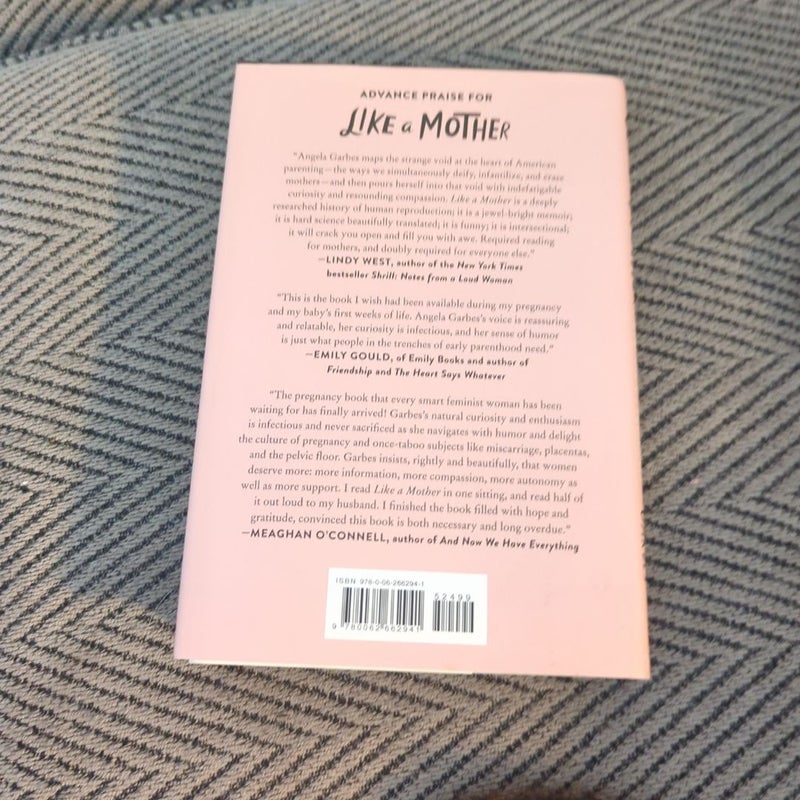 ADVANCE PRAISE FOR
LIKE a MOTHER
"Angela Garbes maps the strange void at the heart of American
parenting—the ways we simultaneously deify, infantilize, and erase
mothers—and then pours herself into that void with indefatigable
curiosity and resounding compassion. Like a Mother is a deeply
researched history of human reproduction; it is a jewel-bright memoir;
it is hard science beautifully translated; it is funny; it is intersectional;
it will crack you open and fill you with awe. Required reading
for mothers, and doubly required for everyone else."
—LINDY WEST, author of the New York Times
bestseller Shrill: Notes from a Loud Woman
"This is the book I wish had been available during my pregnancy
and my baby's first weeks of life. Angela Garbes's voice is reassuring
and relatable, her curiosity is infectious, and her sense of humor
is just what people in the trenches of early parenthood need."
—EMILY GOULD, of Emily Books and author of
Friendship and The Heart Says Whatever
"The pregnancy book that every smart feminist woman has been
waiting for has finally arrived! Garbes's natural curiosity and enthusiasm
is infectious and never sacrificed as she navigates with humor and delight
the culture of pregnancy and once-taboo subjects like miscarriage, placentas,
and the pelvic floor. Garbes insists, rightly and beautifully, that women
deserve more: more information, more compassion, more autonomy as
well as more support. I read Like a Mother in one sitting, and read half of
it out loud to my husband. I finished the book filled with hope and
gratitude, convinced this book is both necessary and long overdue."
—MEAGHAN O'CONNELL, author of And Now We Have Everything
ISBN 978-0-06-266294-1
52499
9 780062 662941